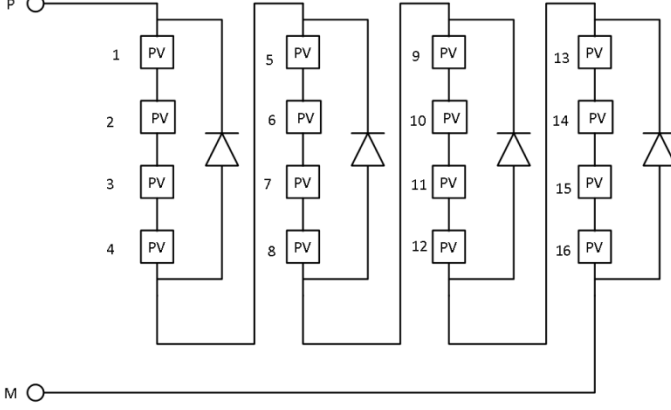 P
1 PV 5 PV 9 PV 13 PV
2 PV 6 PV 10 PV 14 PV
3 PV 7 PV 11 PV 15 PV
4 PV 8 PV 12 PV 16 PV
M